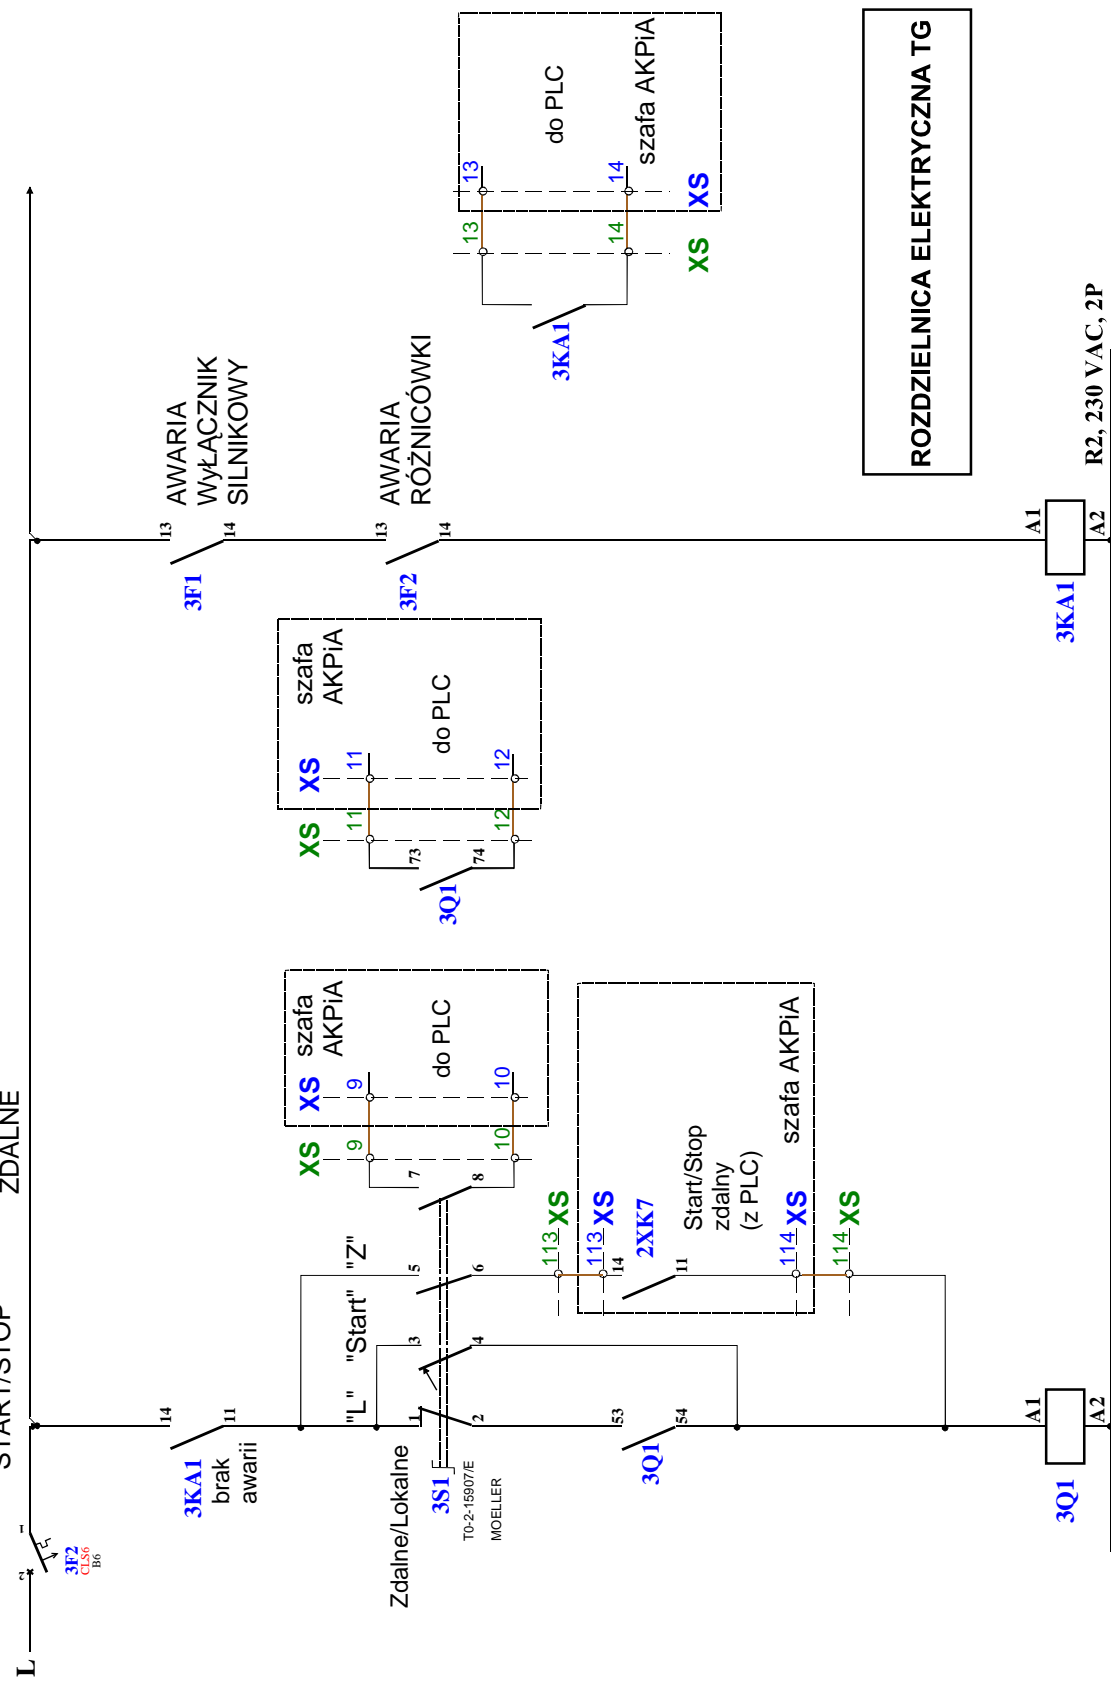 L
2
1
3F2
CLS6
B6
START/STOP
ZDALNE
14
11
3KA1
brak
awarii
Zdalne/Lokalne
"L"
"Start"
"Z"
1
2
3
4
5
6
7
8
3S1
T0-2-15907/E
MOELLER
53
54
3Q1
A1
A2
3Q1
XS
XS
9
9
10
10
szafa
AKPiA
do PLC
113
XS
113
XS
14
11
2XK7
Start/Stop
zdalny
(z PLC)
szafa AKPiA
114
XS
114
XS
XS
XS
11
11
12
12
73
74
3Q1
szafa
AKPiA
do PLC
13
14
3F1
AWARIA
WyŁĄCZNIK
SILNIKOWY
13
14
3F2
AWARIA
RÓŻNICÓWKI
A1
A2
3KA1
3KA1
13
13
14
14
XS
XS
do PLC
szafa AKPiA
ROZDZIELNICA ELEKTRYCZNA TG
R2, 230 VAC, 2P